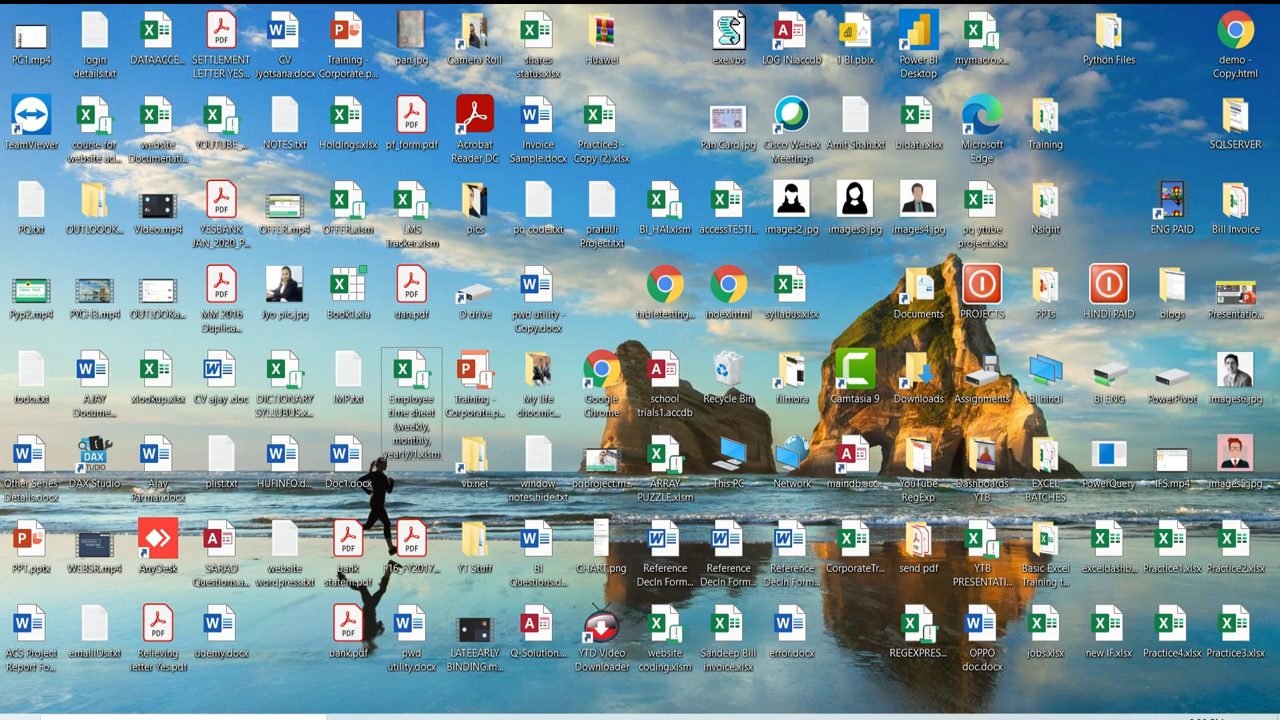 PC1.mp4
login
details.txt
DATAACCE...
SETTLEMENT
LETTER YES...
CV
Jyotsana.docx
Training -
Corporate.p...
pan.jpg
Camera Roll
shares
status.xlsx
Huawei
exe.vbs
LOG IN.accdb
1 BI.pbix
Power BI
Desktop
mymacro.x...
Python Files
demo -
Copy.html
TeamViewer
course for
website ad...
website
Documenati...
YOUTUBE_...
NOTES.txt
Holdings.xlsx
pf_form.pdf
Acrobat
Reader DC
Invoice
Sample.docx
Practice3 -
Copy (2).xlsx
Pan Card.jpg
Cisco Webex
Meetings
Amit Shah.txt
bidata.xlsx
Microsoft
Edge
Training
SQLSERVER
PQ.txt
OUTLOOOK...
Video.mp4
YESBANK
JAN_2020_P...
OFFER.mp4
OFFER.xlsm
LMS
Tracker.xlsm
pics
pq code.txt
prafulJi
Project.txt
BI_HAI.xlsm
accessTESTI...
images2.jpg
images3.jpg
images4.jpg
pq ytube
project.xlsx
Nsight
ENG PAID
Bill Invoice
Pyp2.mp4
PYCH3.mp4
OUTLOOKa...
MM 2016
Duplica...
Jyo pic.jpg
Book1.xla
uan.pdf
D drive
pwd utility -
Copy.docx
tabletesting...
index.html
syllabus.xlsx
Documents
PROJECTS
PPTs
HINDI PAID
blogs
Presentatio...
todo.txt
AJAY
Docume...
xlookup.xlsx
CV ajay .doc
DICTIONARY
SYLLUBUS.x...
IMP.txt
Employee
time sheet
(weekly,
monthly,
yearly)1.xlsm
Training -
Corporate.p...
My life
chocmic...
Google
Chrome
school
trials1.accdb
Recycle Bin
filmora
Camtasia 9
Downloads
Assignments
BI hindi
BI ENG
PowerPivot
images6.jpg
Other Series
Details.docx
DAX Studio
Ajay
Parmar.docx
plist.txt
HUFINFO.d...
Doc1.docx
vb.net
window
notes.hide.txt
pqproject.m...
ARRAY
PUZZLE.xlsm
This PC
Network
maindb.acc...
YouTube
RegExp
Dashboards
YTB
EXCEL
BATCHES
PowerQuery
IFS.mp4
images5.jpg
PPT.pptx
WEBSR.mp4
AnyDesk
SARAD
Questions.a...
website
wordpress.txt
bank
statem.pdf
F16_FY2017...
YT Stuff
BI
Questions.d...
CHART.png
Reference
Decln Form...
Reference
Decln Form...
Reference
Decln Form...
CorporateTr...
send pdf
YTB
PRESENTATI...
Basic Excel
Training t...
exceldashb...
Practice1.xlsx
Practice2.xlsx
ACS Project
Report Fo...
emailIDs.txt
Relieving
letter Yes.pdf
udemy.docx
bank.pdf
pwd
utility.docx
LATEEARLY
BINDING.m...
Q-Solution....
YTD Video
Downloader
website
coding.xlsm
Sandeep Bill
invoice.xlsx
error.docx
REGEXPRES...
OPPO
doc.docx
jobs.xlsx
new IF.xlsx
Practice4.xlsx
Practice3.xlsx